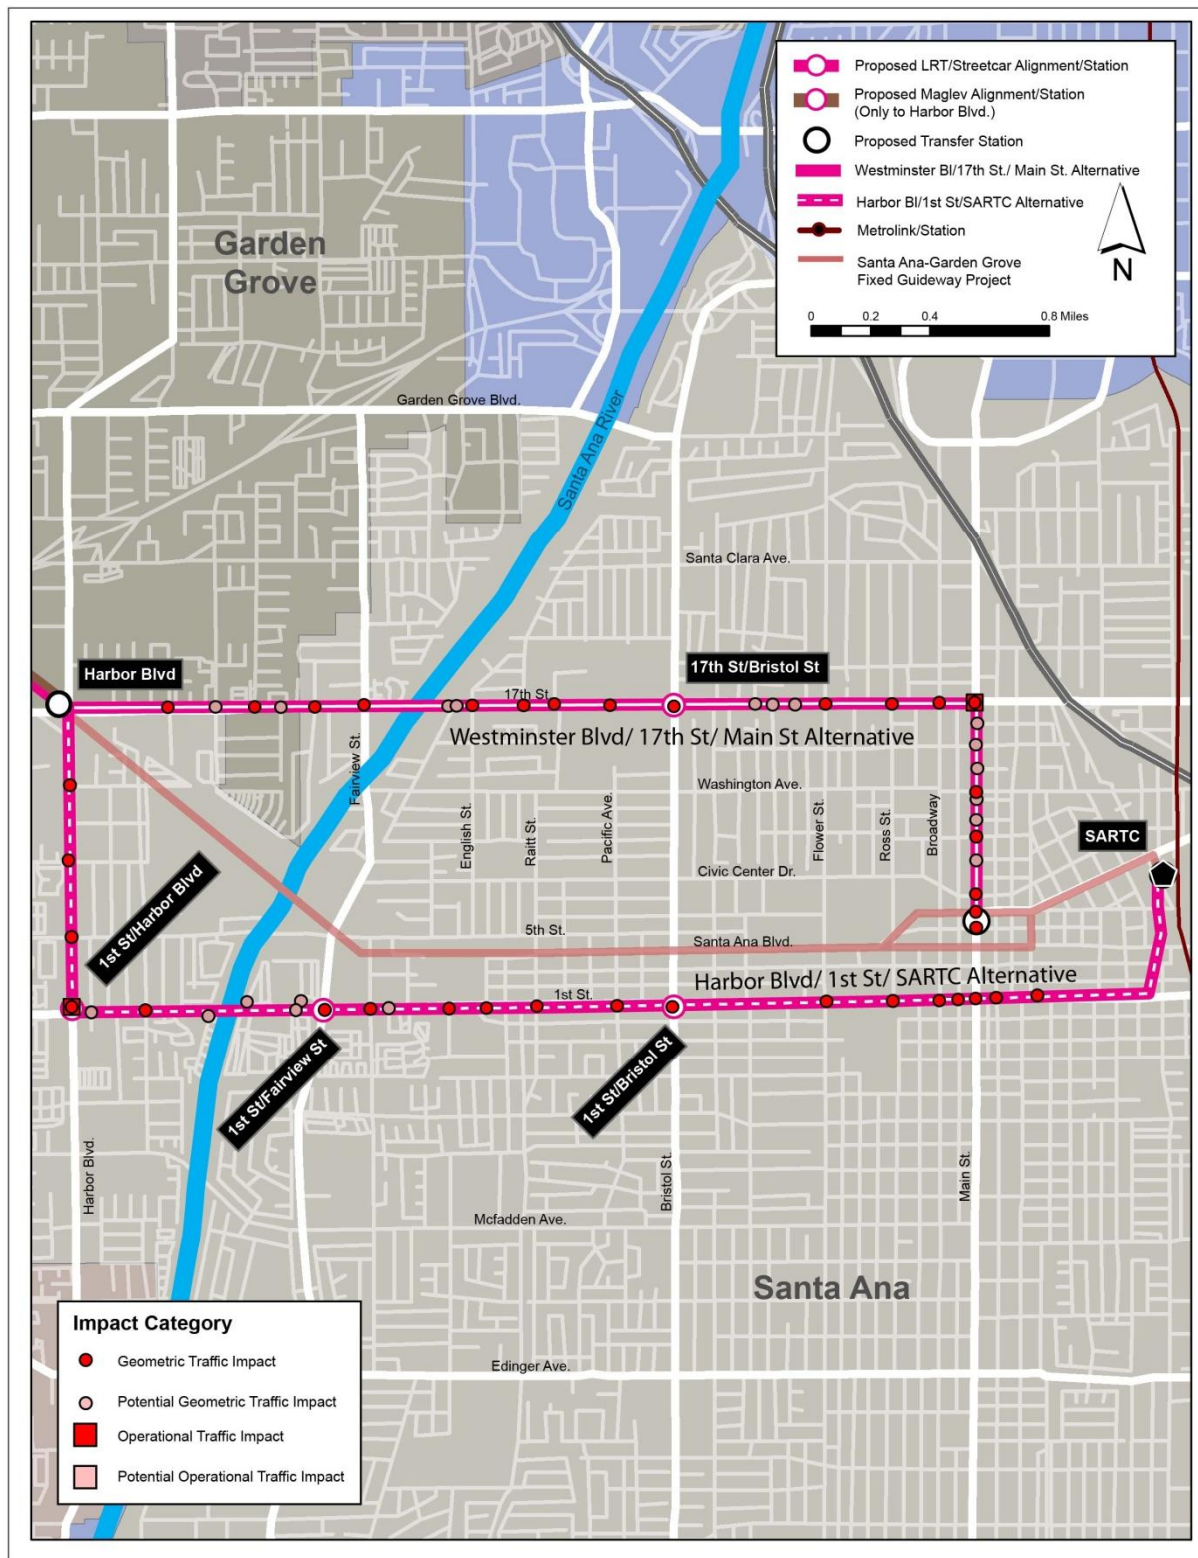 Proposed LRT/Streetcar Alignment/Station
Proposed Maglev Alignment/Station
(Only to Harbor Blvd.)
Proposed Transfer Station
Westminster Bl/17th St./ Main St. Alternative
Harbor Bl/1st St/SARTC Alternative
Metrolink/Station
Santa Ana-Garden Grove
Fixed Guideway Project
N
0 0.2 0.4 0.8 Miles
Garden
Grove
Garden Grove Blvd.
Santa Ana River
Santa Clara Ave.
Harbor Blvd
17th St/Bristol St
17th St.
Westminster Blvd/ 17th St/ Main St Alternative
Fairview St.
Washington Ave.
English St.
Raitt St.
Pacific Ave.
Flower St.
Ross St.
Broadway
SARTC
Civic Center Dr.
1st St/Harbor Blvd
5th St.
Santa Ana Blvd.
Harbor Blvd/ 1st St/ SARTC Alternative
1st St.
1st St/Fairview St
1st St/Bristol St
Harbor Blvd.
Bristol St.
Main St.
Mcfadden Ave.
Santa Ana
Edinger Ave.
Impact Category
Geometric Traffic Impact
Potential Geometric Traffic Impact
Operational Traffic Impact
Potential Operational Traffic Impact